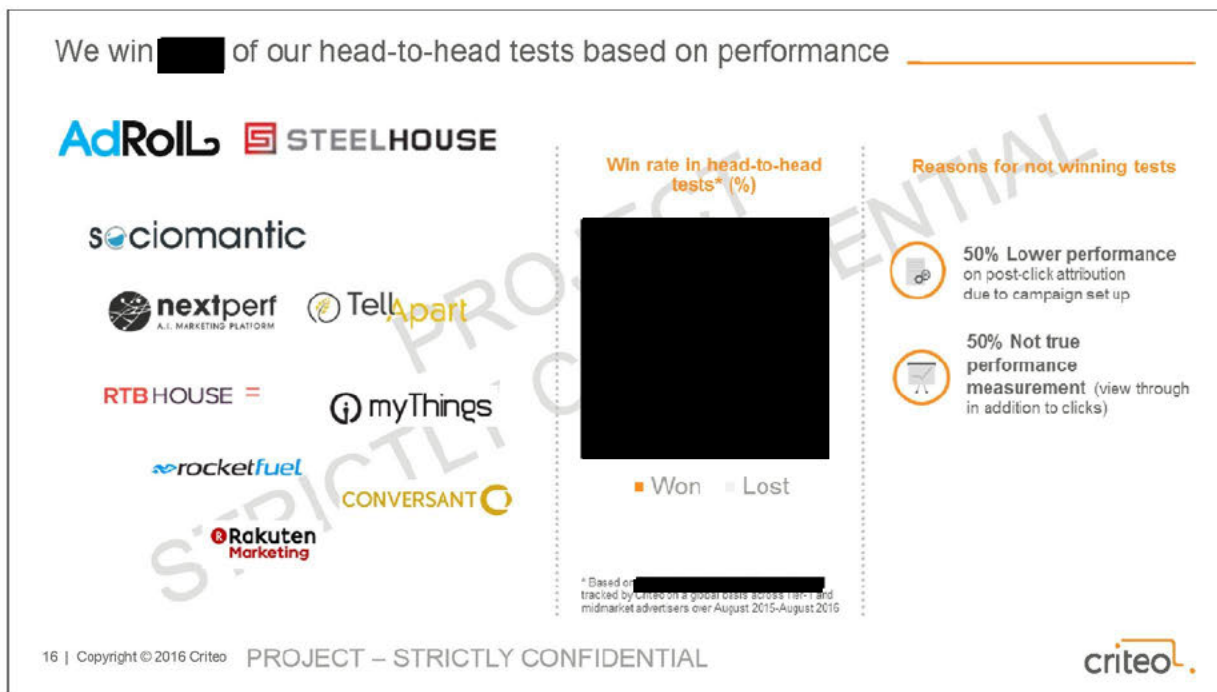 We win of our head-to-head tests based on performance
AdRoll STEELHOUSE
sociomantic
nextperf
A.I. MARKETING PLATFORM
TellApart
RTB HOUSE
myThings
rocketfuel
CONVERSANT
Rakuten
Marketing
Win rate in head-to-head
tests* (%)
Won Lost
* Based on
tracked by Criteo on a global basis across Tier-1 and
midmarket advertisers over August 2015-August 2016
Reasons for not winning tests
50% Lower performance
on post-click attribution
due to campaign set up
50% Not true
performance
measurement (view through
in addition to clicks)
PROJECT
STRICTLY CONFIDENTIAL
16 | Copyright © 2016 Criteo PROJECT – STRICTLY CONFIDENTIAL
criteo